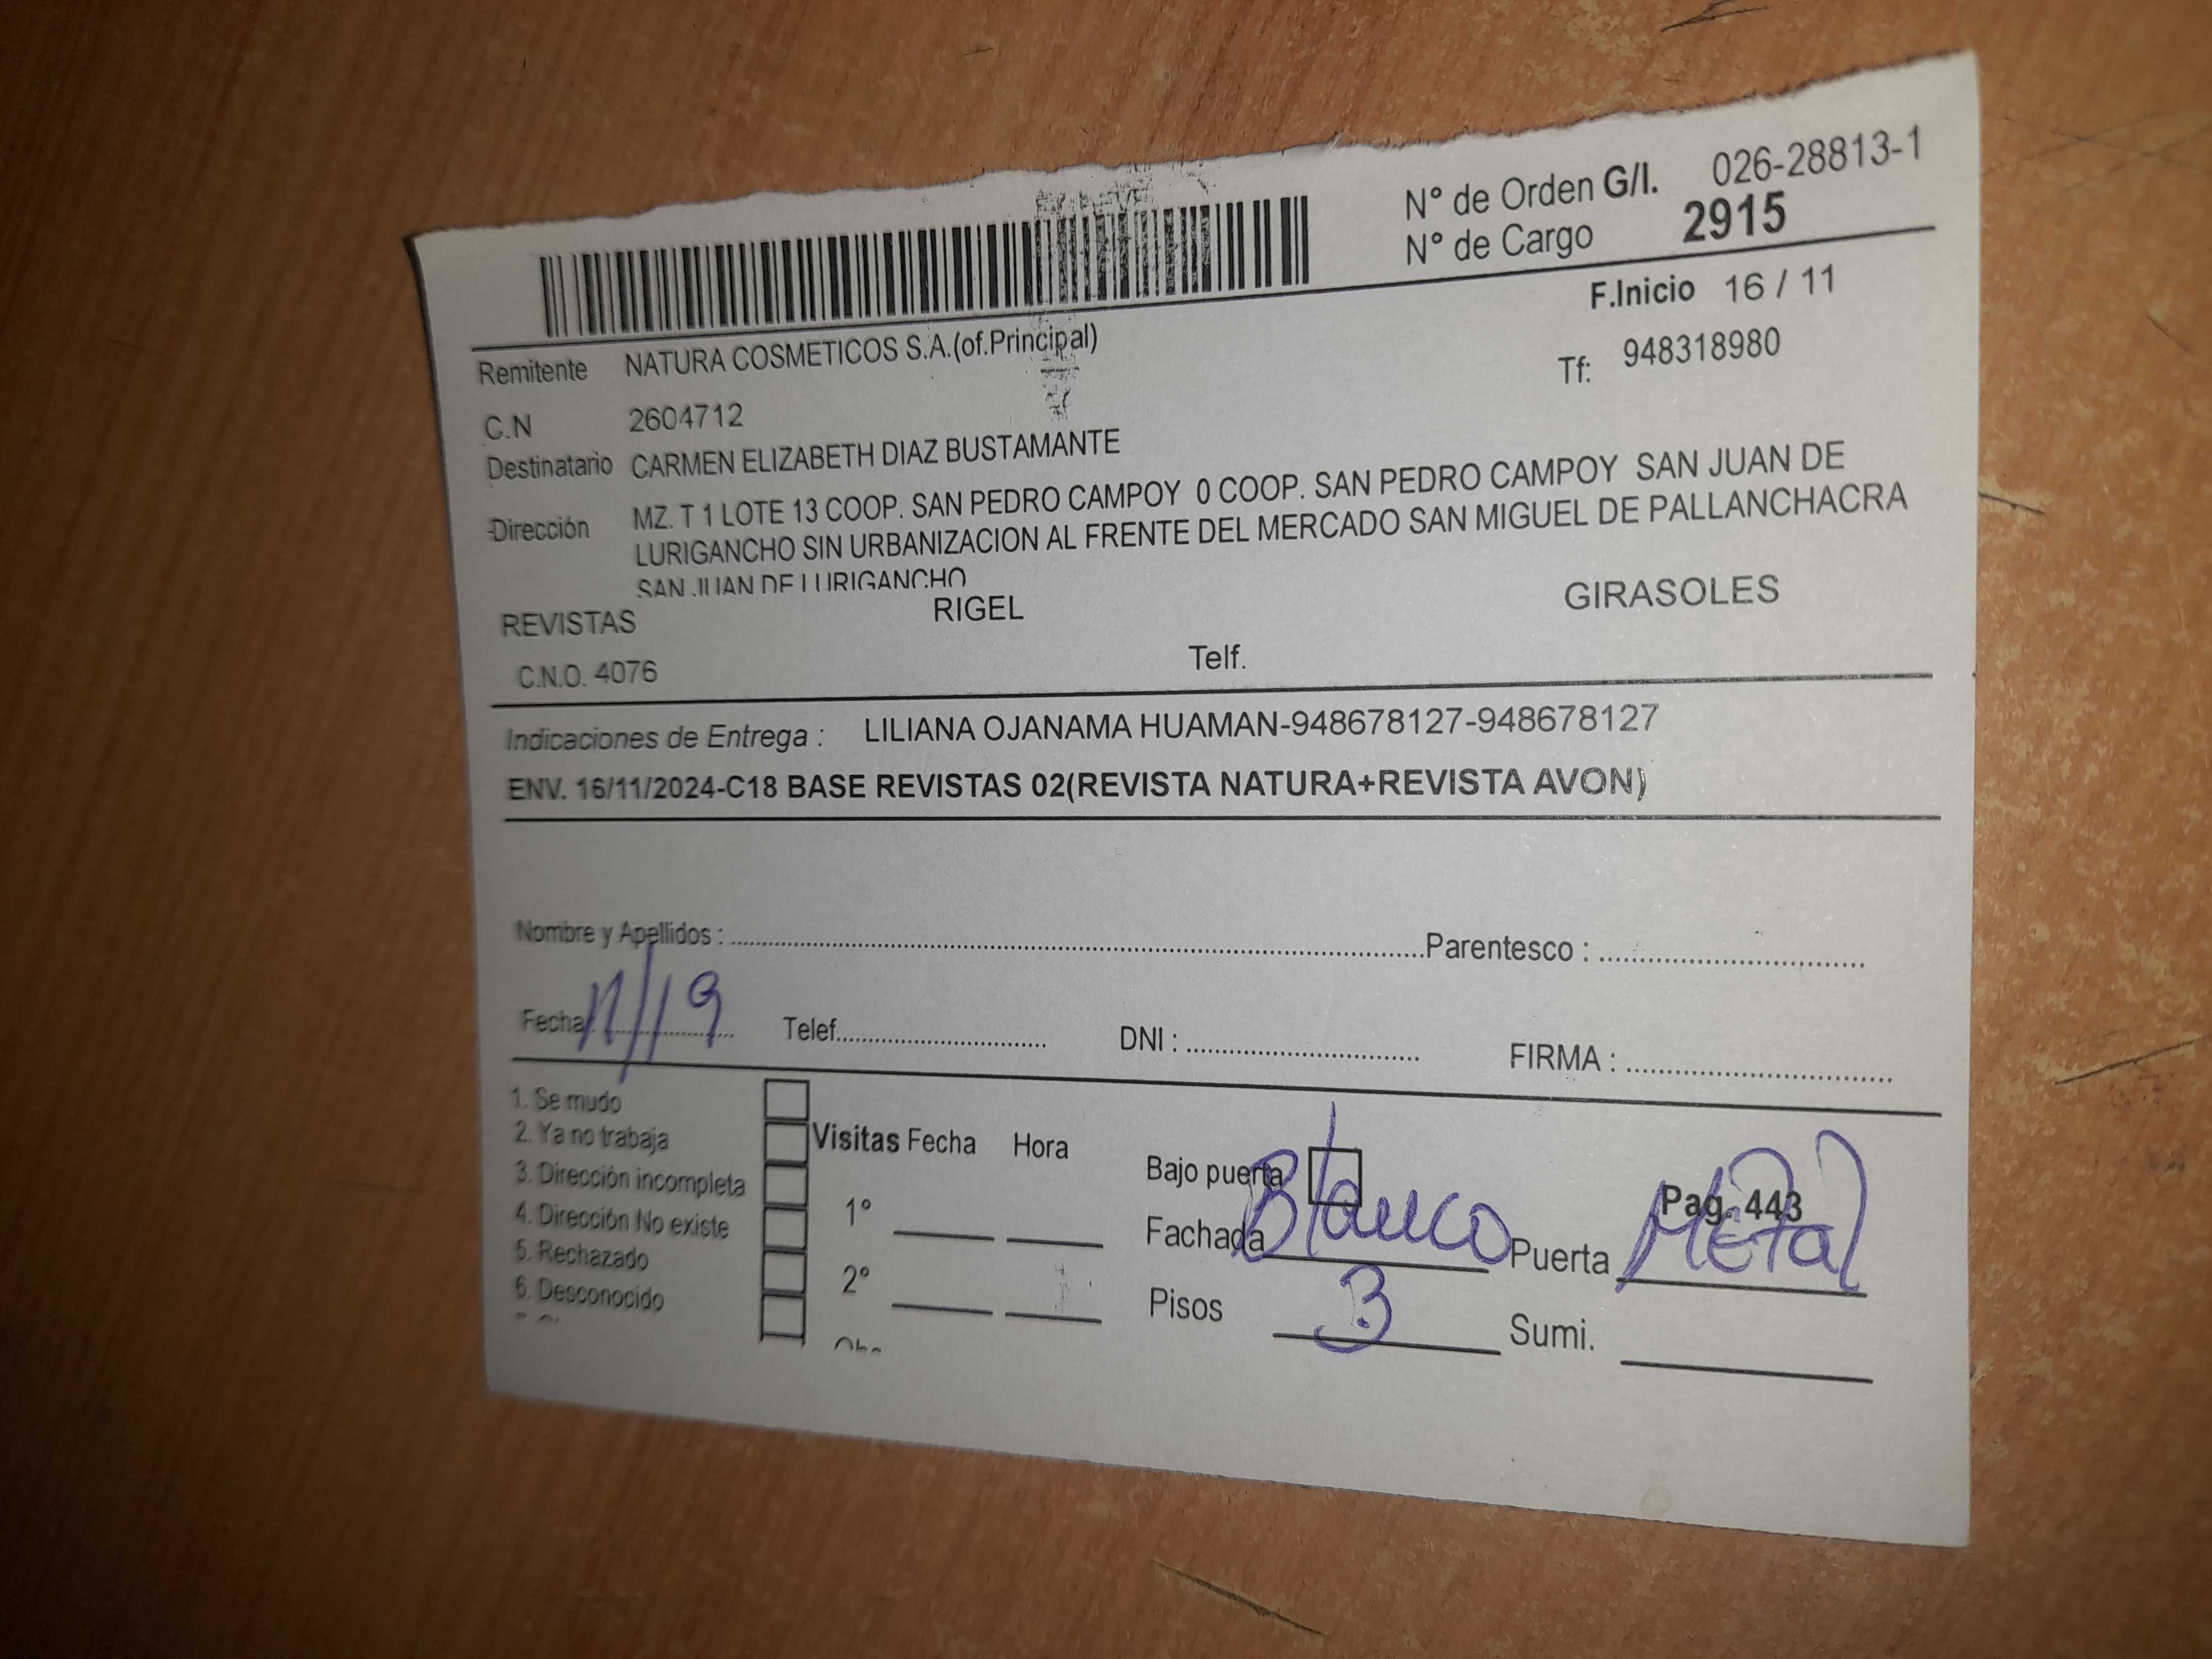 N° de Orden G/I. 026-28813-1
N° de Cargo 2915
F.Inicio 16 / 11
Remitente NATURA COSMETICOS S.A.(of.Principal)
Tf: 948318980
C.N 2604712
Destinatario CARMEN ELIZABETH DIAZ BUSTAMANTE
Dirección MZ. T 1 LOTE 13 COOP. SAN PEDRO CAMPOY 0 COOP. SAN PEDRO CAMPOY SAN JUAN DE
LURIGANCHO SIN URBANIZACION AL FRENTE DEL MERCADO SAN MIGUEL DE PALLANCHACRA
SAN JUAN DE LURIGANCHO
REVISTAS RIGEL GIRASOLES
C.N.O. 4076 Telf.
Indicaciones de Entrega : LILIANA OJANAMA HUAMAN-948678127-948678127
ENV. 16/11/2024-C18 BASE REVISTAS 02(REVISTA NATURA+REVISTA AVON)
Nombre y Apellidos : Parentesco :
Fecha 11/19 Telef. DNI : FIRMA :
1. Se mudo
2. Ya no trabaja Visitas Fecha Hora
3. Dirección incompleta Bajo puerta Pag. 443
4. Dirección No existe 1° Fachada Blanco Puerta Metal
5. Rechazado
6. Desconocido 2° Pisos 3 Sumi.